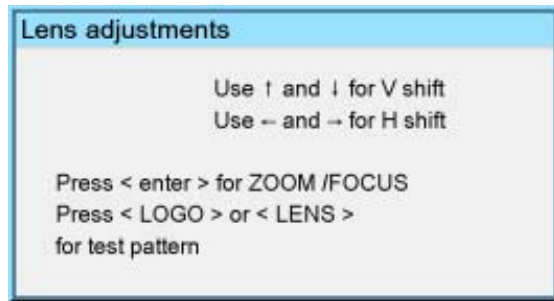 Lens adjustments
Use ↑ and ↓ for V shift
Use ← and → for H shift
Press < enter > for ZOOM /FOCUS
Press < LOGO > or < LENS >
for test pattern